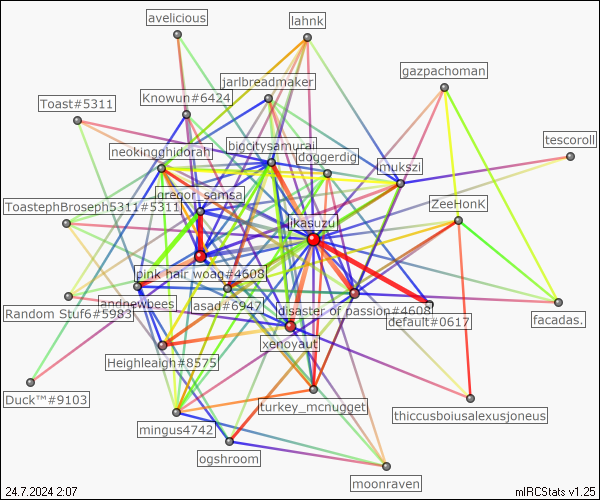 avelicious
lahnk
gazpachoman
jarlbreadmaker
Knowun#6424
Toast#5311
tescoroll
bigcitysamurai
neokingghidorah
doggerdig
mukszi
gregor_samsa
ToastephBroseph5311#5311
ZeeHonK
ikasuzu
pink hair woag#4608
andnewbees
asad#6947
disaster of passion#4608
Random Stuf6#5983
default#0617
facadas.
xenoyaut
Heighleaigh#8575
Duck™#9103
turkey_mcnugget
thiccusboiusalexusjoneus
mingus4742
ogshroom
moonraven
24.7.2024 2:07
mIRCStats v1.25